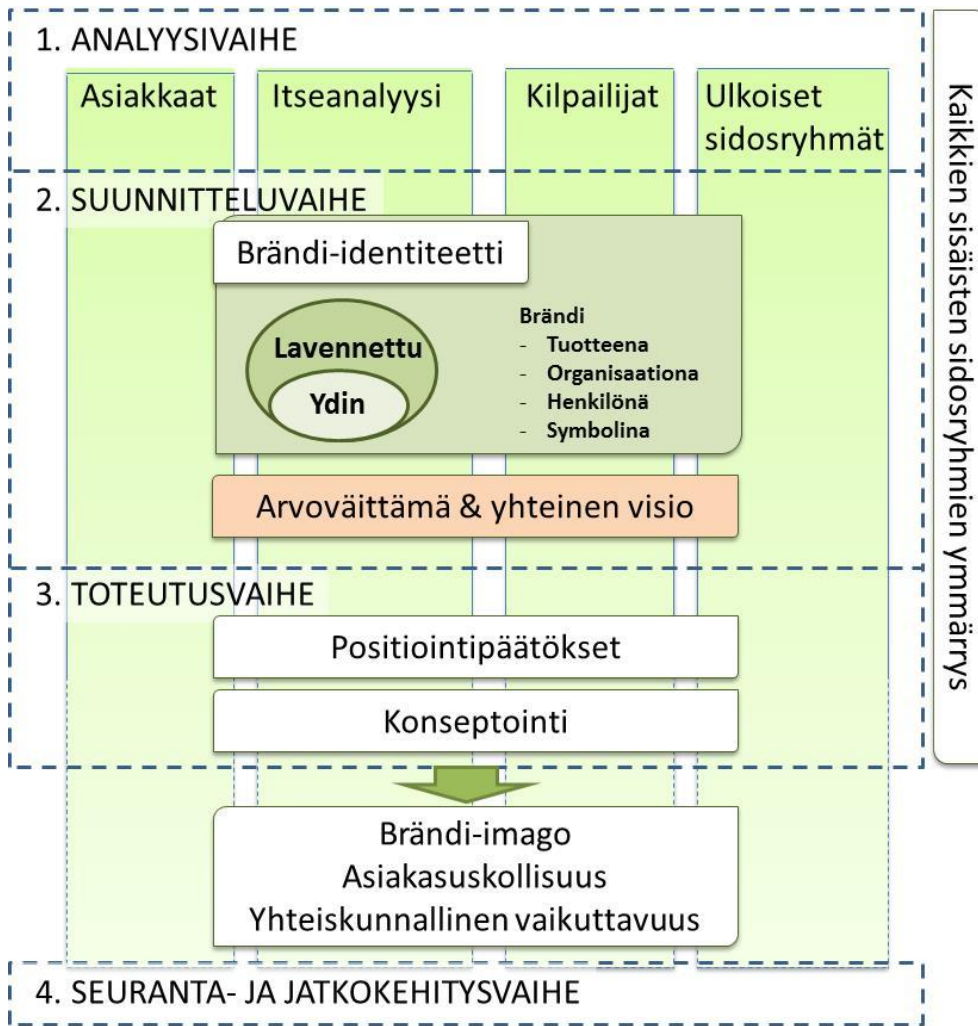 1. ANALYYSIVAIHE
Asiakkaat
Itseanalyysi
Kilpailijat
Ulkoiset
sidosryhmät
2. SUUNNITTELUVAIHE
Brändi-identiteetti
Lavennettu
Ydin
Brändi
- Tuotteena
- Organisaationa
- Henkilönä
- Symbolina
Arvoväittämä & yhteinen visio
3. TOTEUTUSVAIHE
Positiointipäätökset
Konseptointi
Brändi-imago
Asiakasuskollisuus
Yhteiskunnallinen vaikuttavuus
4. SEURANTA- JA JATKOKEHITYSVAIHE
Kaikkien sisäisten sidosryhmien ymmärrys